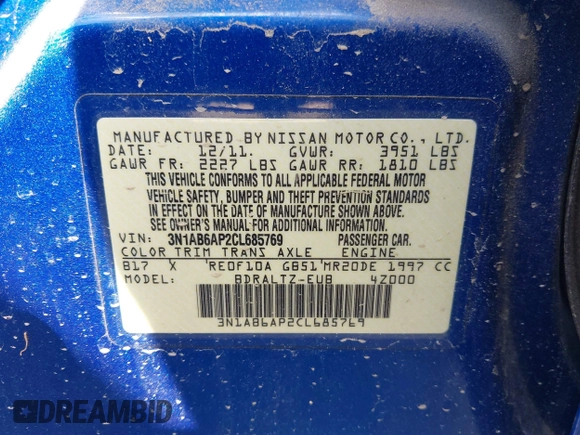 MANUFACTURED BY NISSAN MOTOR CO., LTD.
DATE: 12/11. GVWR: 3951 LBS
GAWR FR: 2227 LBS GAWR RR: 1810 LBS
THIS VEHICLE CONFORMS TO ALL APPLICABLE FEDERAL MOTOR
VEHICLE SAFETY, BUMPER AND THEFT PREVENTION STANDARDS
IN EFFECT ON THE DATE OF MANUFACTURE SHOWN ABOVE.
SEE OWNER'S MANUAL FOR ADDITIONAL INFORMATION.
VIN: 3N1AB6AP2CL685769 PASSENGER CAR.
COLOR TRIM TRANS AXLE ENGINE
B17 X 'RE0F10A GB51'MR20DE 1997 CC
MODEL: BDRALTZ-EUB 4Z000
3N1AB6AP2CL685769
DREAMBID